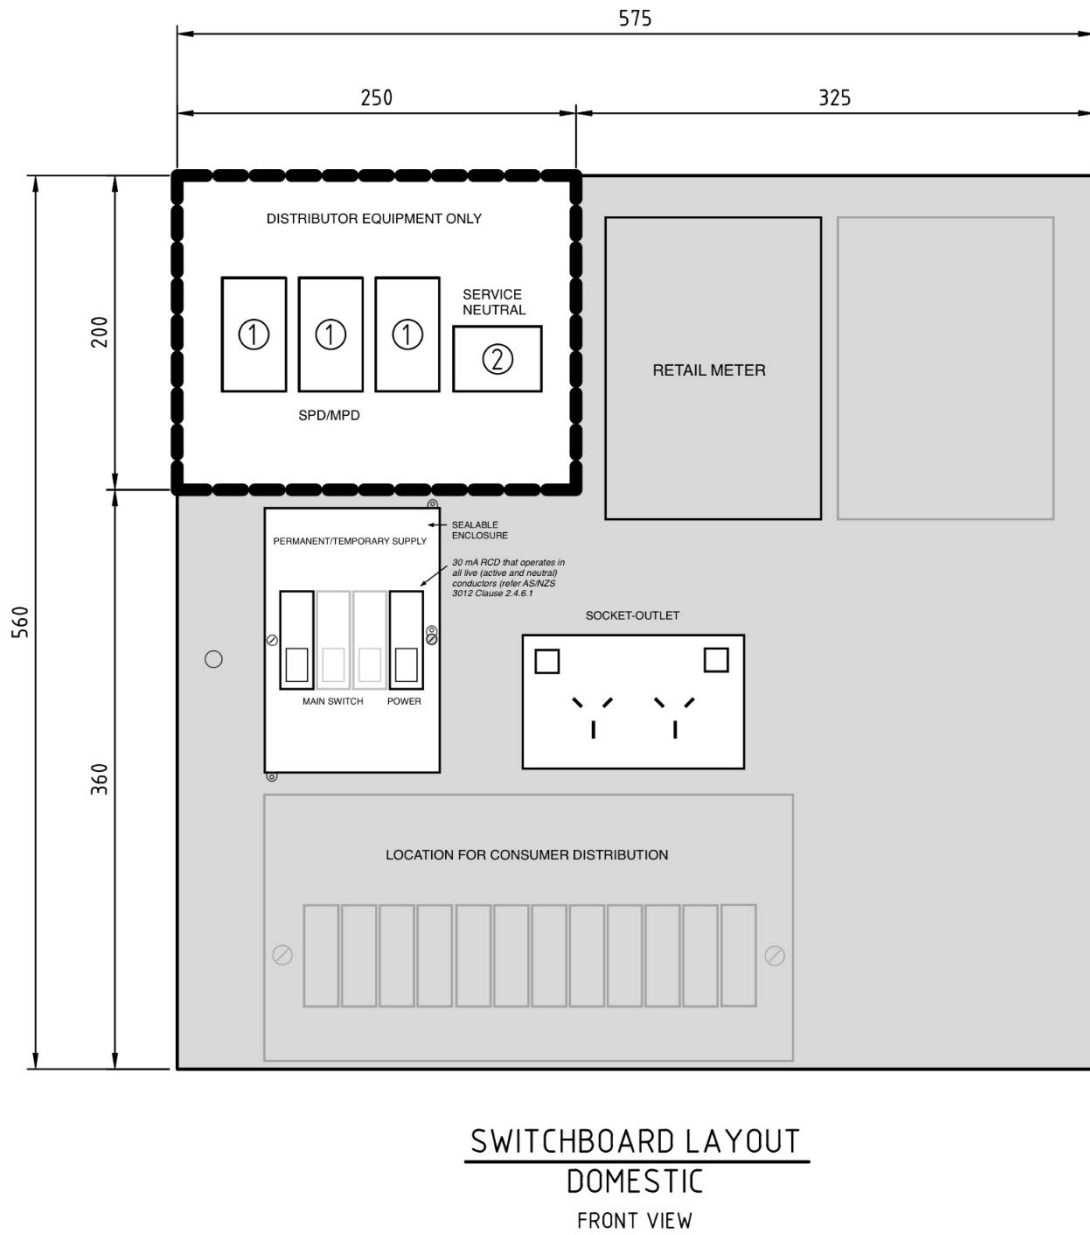 575
250
325
DISTRIBUTOR EQUIPMENT ONLY
SERVICE
NEUTRAL
1
1
1
2
SPD/MPD
200
RETAIL METER
560
360
PERMANENT/TEMPORARY SUPPLY
SEALABLE
ENCLOSURE
30 mA RCD that operates in
all live (active and neutral)
conductors (refer AS/NZS
3012 Clause 2.4.6.1
MAIN SWITCH
POWER
SOCKET-OUTLET
LOCATION FOR CONSUMER DISTRIBUTION
SWITCHBOARD LAYOUT
DOMESTIC
FRONT VIEW